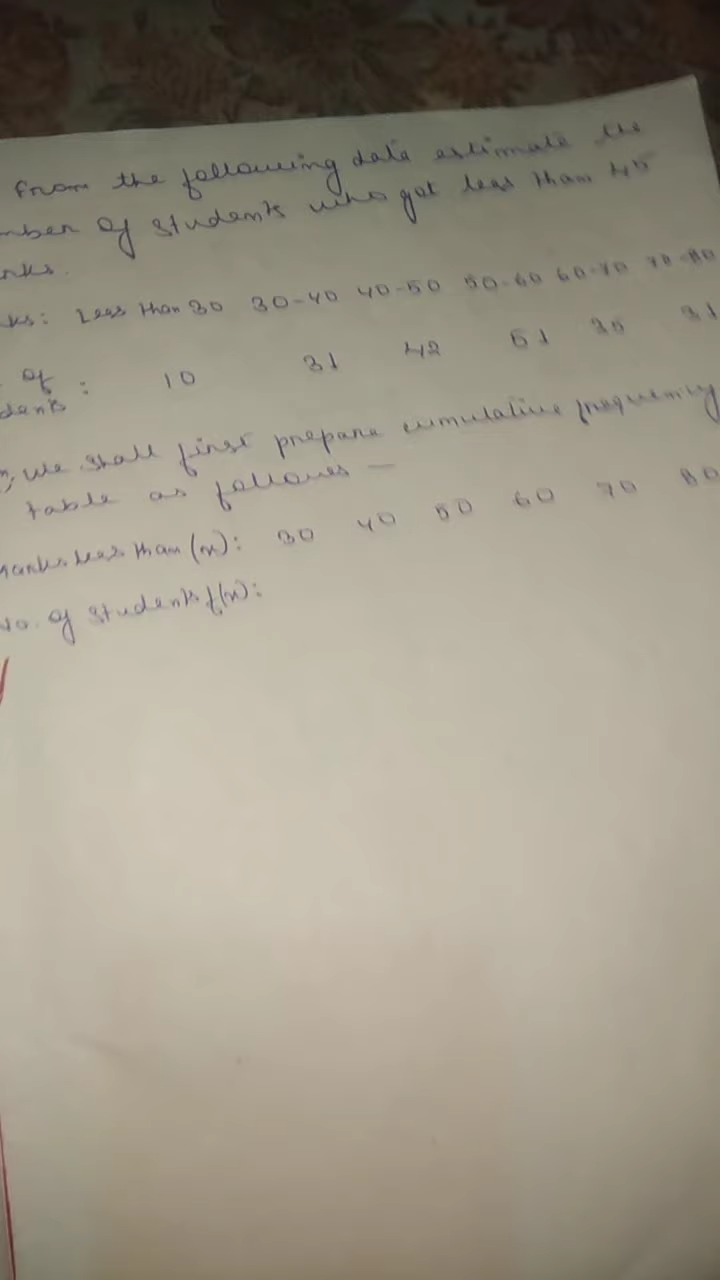 From the following data estimate the
mber of students who got less than 45
rks.
ks: Less than 30 30-40 40-50 50-60 60-70 70-80
of
dents : 10 31 42 51 35 31
n; We shall first prepare cumulative frequency
table as follows —
marks less than (x): 30 40 50 60 70 80
No. of students f(x):